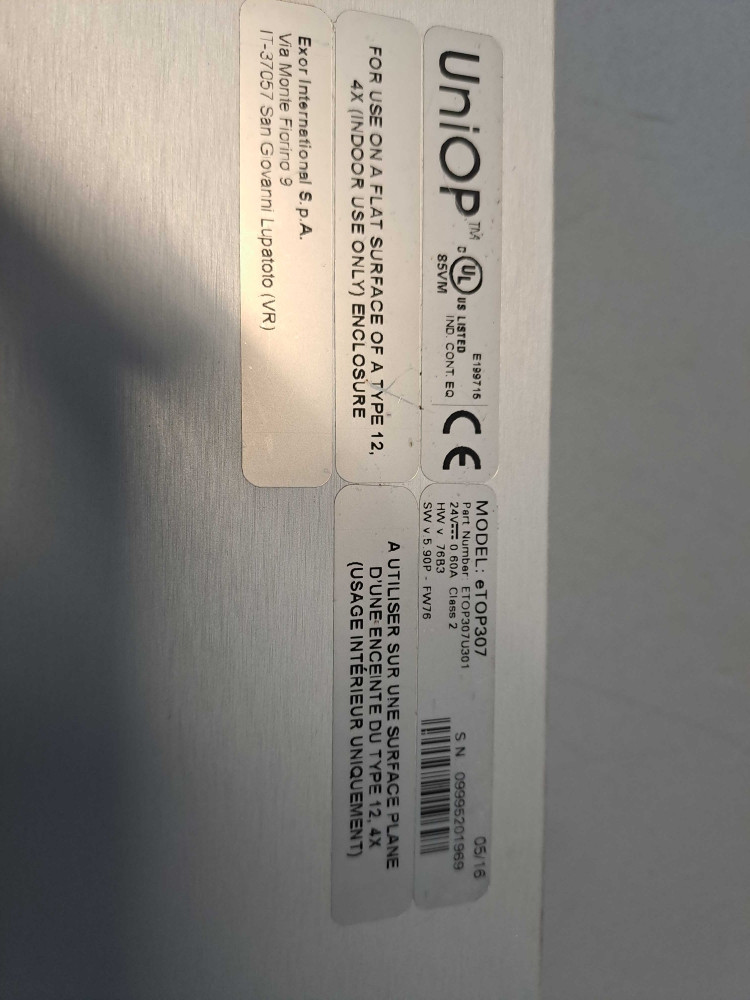 UniOP™
C UL US LISTED
85VM
E199715
IND. CONT. EQ
CE
MODEL: eTOP307
Part Number ETOP307U301
24V 0.60A Class 2
HW v. 76B3
SW v 5.90P - FW76
05/16
S N 09995201969
FOR USE ON A FLAT SURFACE OF A TYPE 12,
4X (INDOOR USE ONLY) ENCLOSURE
A UTILISER SUR UNE SURFACE PLANE
D'UNE ENCEINTE DU TYPE 12, 4X
(USAGE INTÉRIEUR UNIQUEMENT)
Exor International S.p.A.
Via Monte Fiorino 9
IT-37057 San Giovanni Lupatoto (VR)